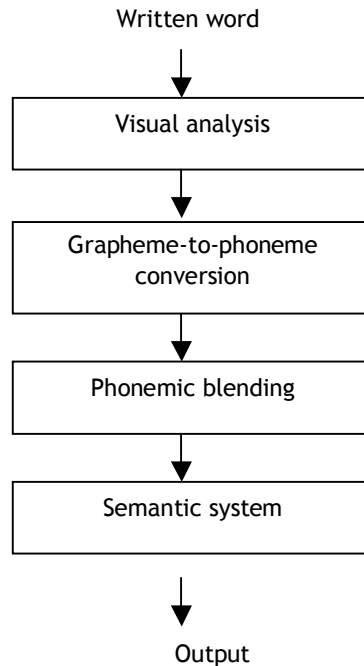 Written word
Visual analysis
Grapheme-to-phoneme
conversion
Phonemic blending
Semantic system
Output